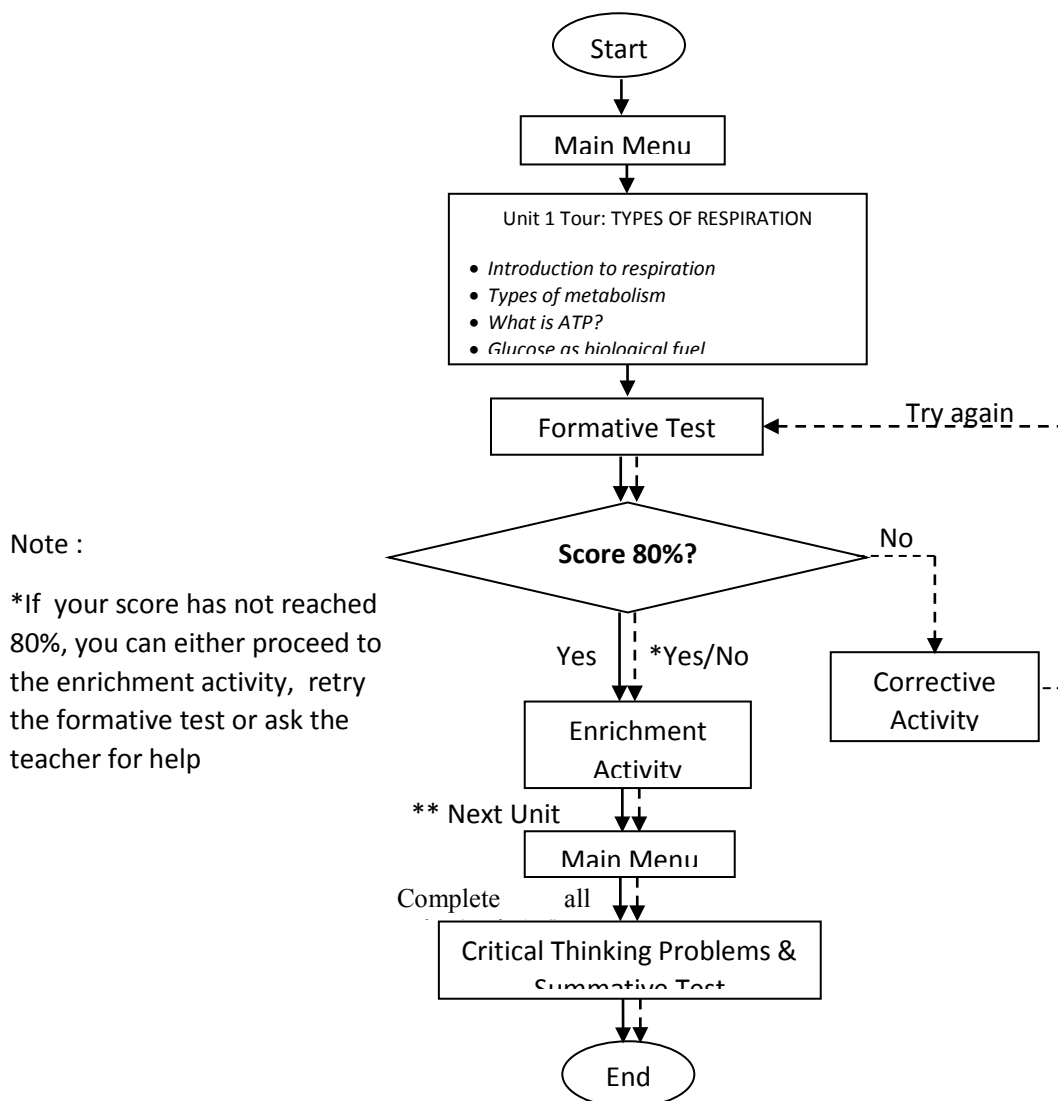 Start
Main Menu
Unit 1 Tour: TYPES OF RESPIRATION
• Introduction to respiration
• Types of metabolism
• What is ATP?
• Glucose as biological fuel
Formative Test
Try again
Score 80%?
No
Note :
*If your score has not reached
80%, you can either proceed to
the enrichment activity, retry
the formative test or ask the
teacher for help
Yes
*Yes/No
Corrective
Activity
Enrichment
Activity
** Next Unit
Main Menu
Complete all
Critical Thinking Problems &
Summative Test
End